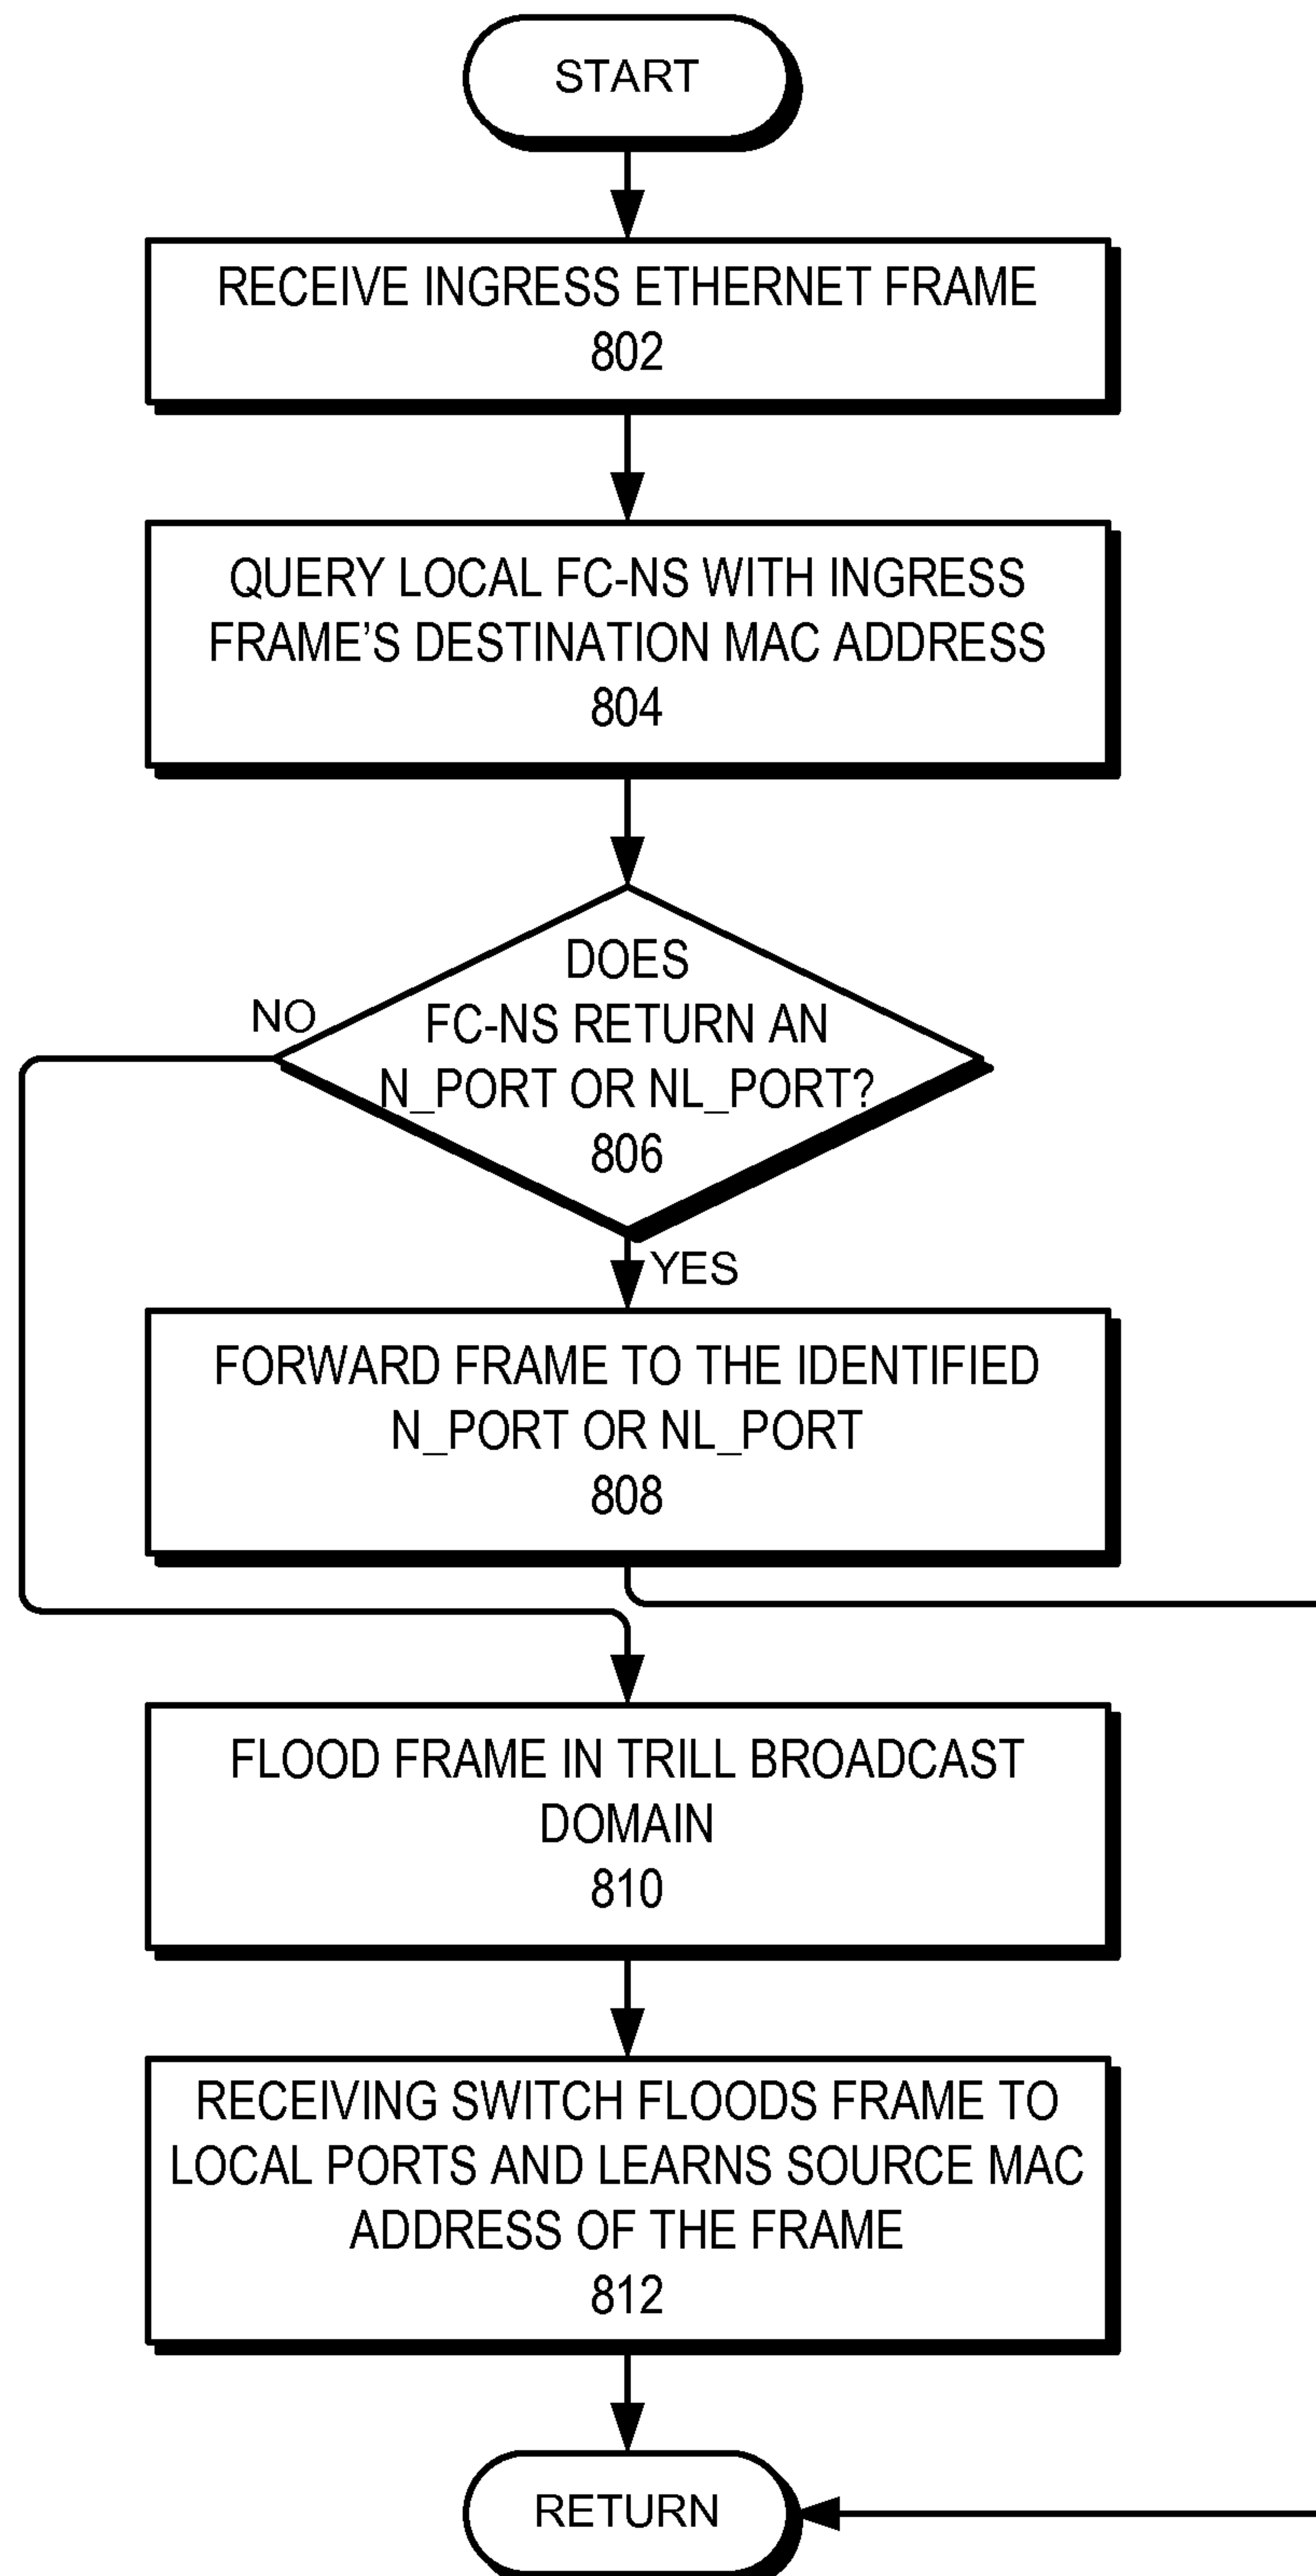 START
RECEIVE INGRESS ETHERNET FRAME
802
QUERY LOCAL FC-NS WITH INGRESS
FRAME'S DESTINATION MAC ADDRESS
804
DOES
FC-NS RETURN AN
N_PORT OR NL_PORT?
806
NO
YES
FORWARD FRAME TO THE IDENTIFIED
N_PORT OR NL_PORT
808
FLOOD FRAME IN TRILL BROADCAST
DOMAIN
810
RECEIVING SWITCH FLOODS FRAME TO
LOCAL PORTS AND LEARNS SOURCE MAC
ADDRESS OF THE FRAME
812
RETURN